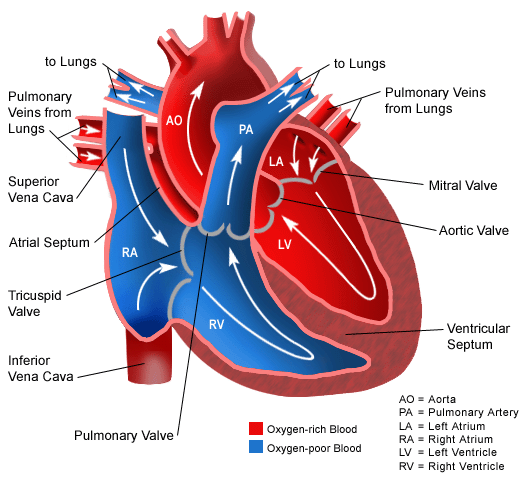 to Lungs
to Lungs
Pulmonary
Veins from
Lungs
Pulmonary Veins
from Lungs
AO
PA
LA
Superior
Vena Cava
Mitral Valve
Atrial Septum
Aortic Valve
RA
LV
Tricuspid
Valve
RV
Ventricular
Septum
Inferior
Vena Cava
Pulmonary Valve
Oxygen-rich Blood
Oxygen-poor Blood
AO = Aorta
PA = Pulmonary Artery
LA = Left Atrium
RA = Right Atrium
LV = Left Ventricle
RV = Right Ventricle